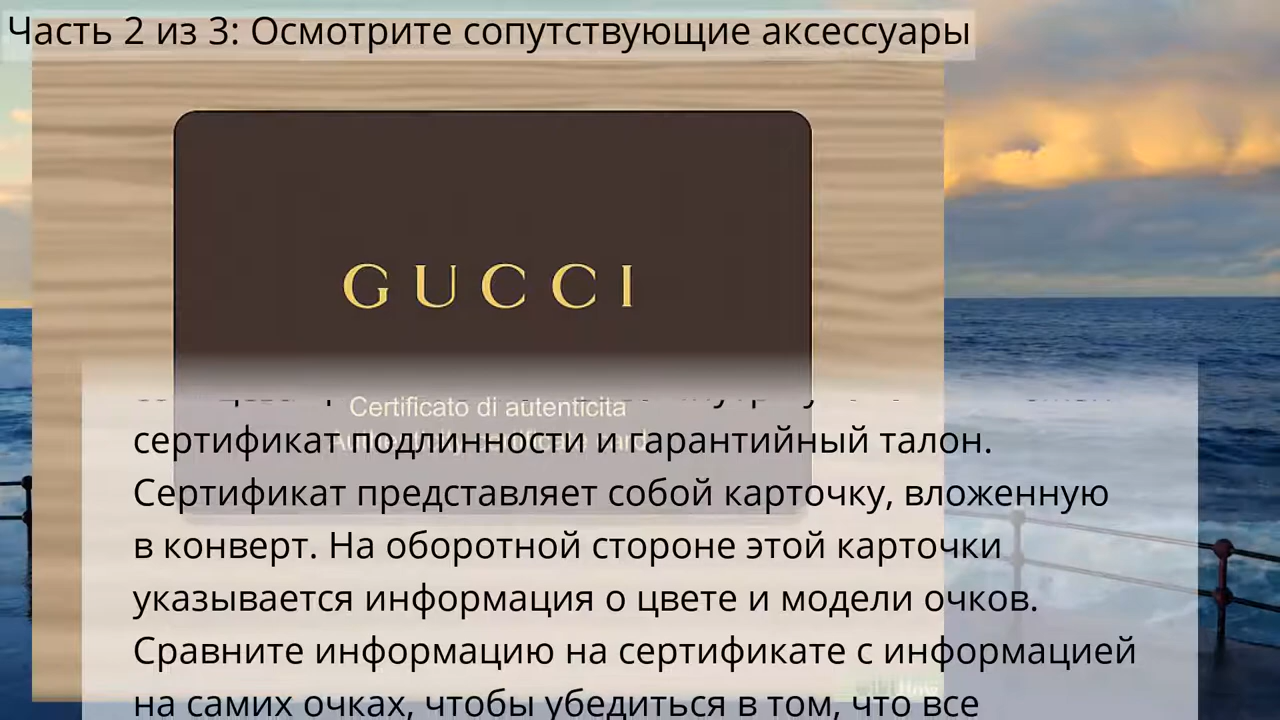 Часть 2 из 3: Осмотрите сопутствующие аксессуары
GUCCI
Certificato di autenticita
сертификат подлинности и гарантийный талон.
Сертификат представляет собой карточку, вложенную
в конверт. На оборотной стороне этой карточки
указывается информация о цвете и модели очков.
Сравните информацию на сертификате с информацией
на самих очках, чтобы убедиться в том, что все